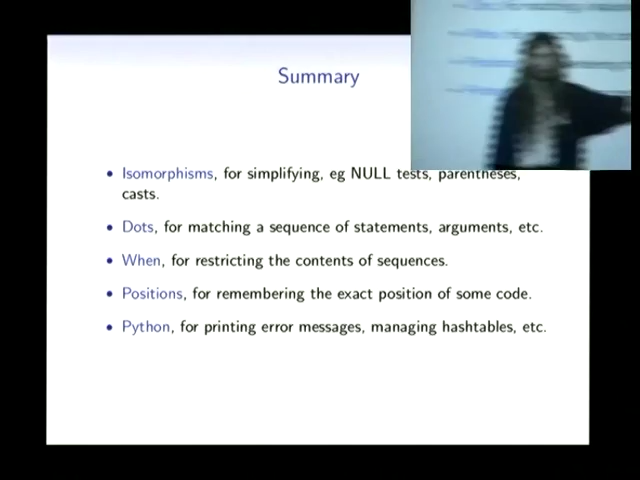 Summary
• Isomorphisms, for simplifying, eg NULL tests, parentheses,
casts.
• Dots, for matching a sequence of statements, arguments, etc.
• When, for restricting the contents of sequences.
• Positions, for remembering the exact position of some code.
• Python, for printing error messages, managing hashtables, etc.